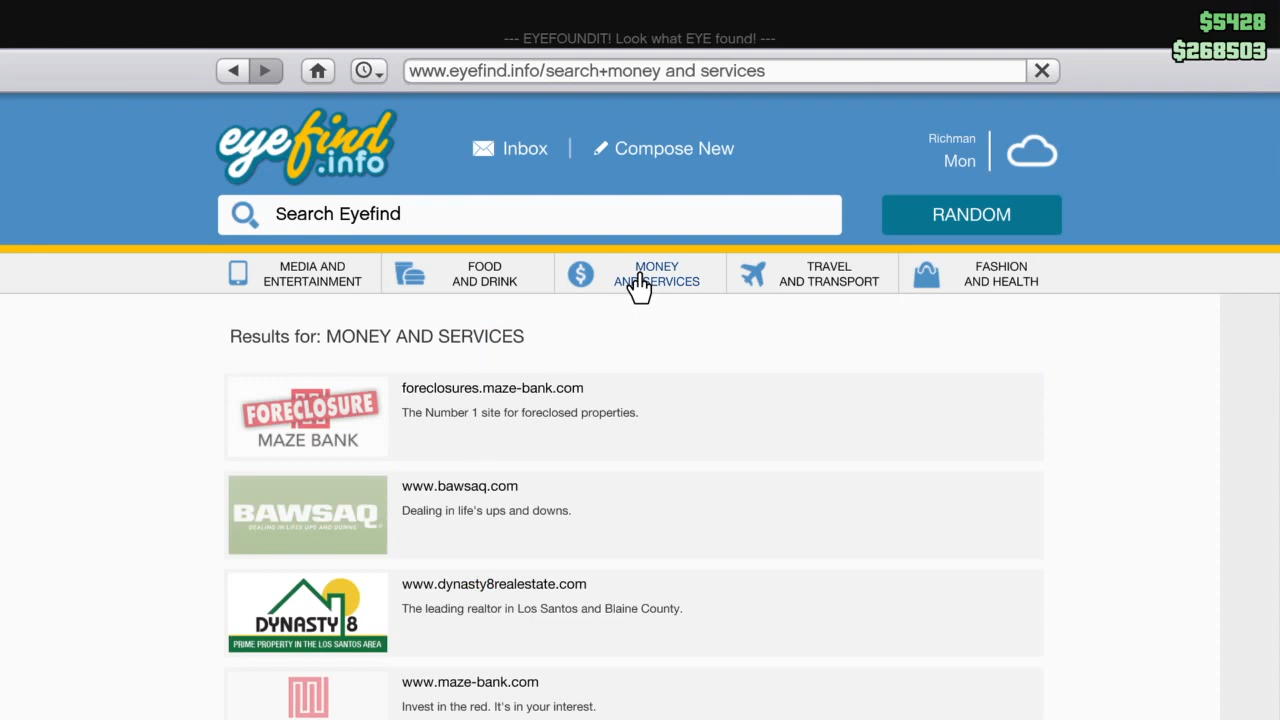 $5428
--- EYEFOUNDIT! Look what EYE found! ---
$268503
www.eyefind.info/search+money and services
eyefind
.info
Inbox
Compose New
Richman
Mon
Search Eyefind
RANDOM
MEDIA AND
ENTERTAINMENT
FOOD
AND DRINK
MONEY
AND SERVICES
TRAVEL
AND TRANSPORT
FASHION
AND HEALTH
Results for: MONEY AND SERVICES
FORECLOSURE
MAZE BANK
foreclosures.maze-bank.com
The Number 1 site for foreclosed properties.
BAWSAQ
DEALING IN LIFE'S UPS AND DOWNS
www.bawsaq.com
Dealing in life's ups and downs.
DYNASTY 8
PRIME PROPERTY IN THE LOS SANTOS AREA
www.dynasty8realestate.com
The leading realtor in Los Santos and Blaine County.
www.maze-bank.com
Invest in the red. It's in your interest.